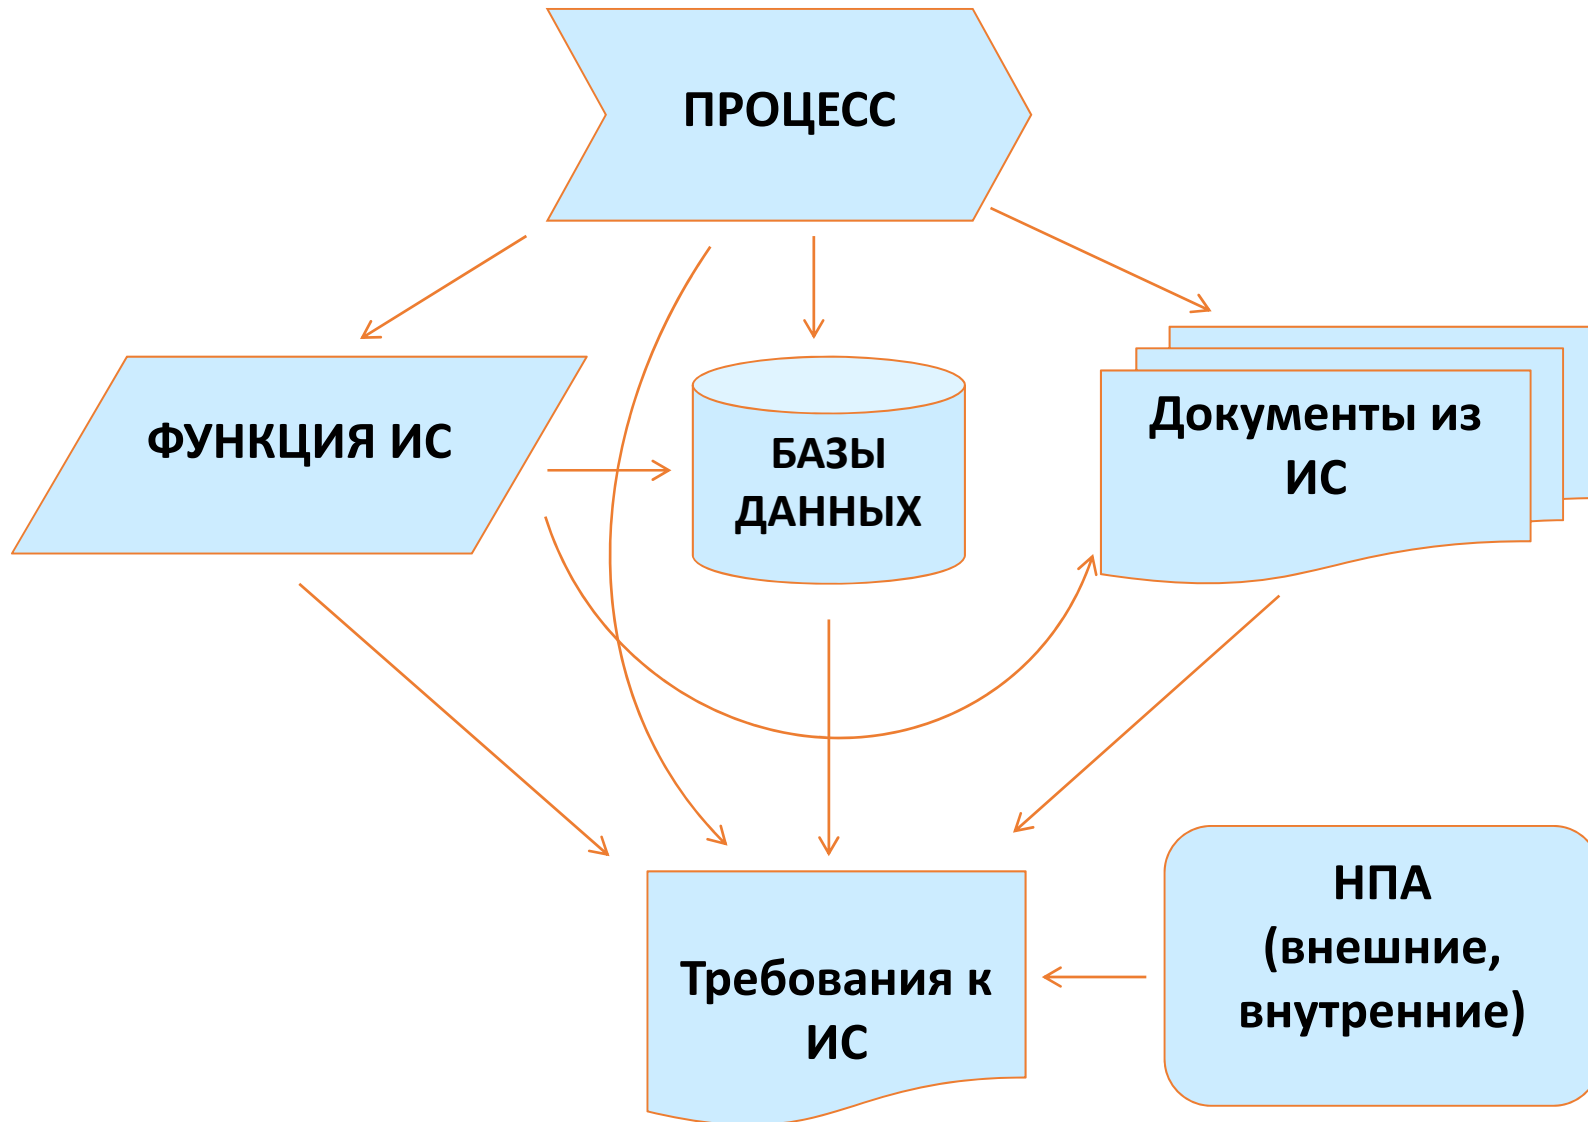 ПРОЦЕСС
ФУНКЦИЯ ИС
БАЗЫ
ДАННЫХ
Документы из
ИС
Требования к
ИС
НПА
(внешние,
внутренние)